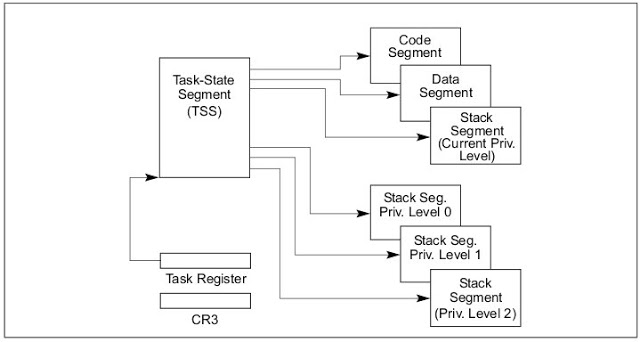 Code
Segment
Task-State
Segment
(TSS)
Data
Segment
Stack
Segment
(Current Priv.
Level)
Stack Seg.
Priv. Level 0
Stack Seg.
Priv. Level 1
Stack
Segment
(Priv. Level 2)
Task Register
CR3